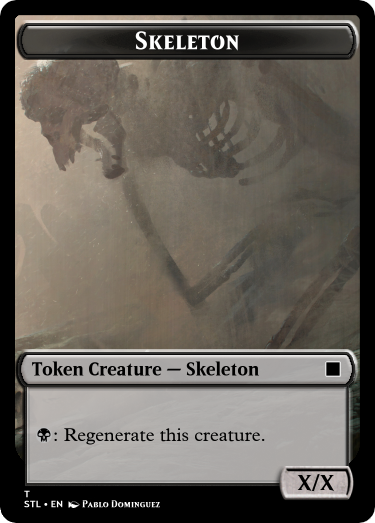 Skeleton
Token Creature — Skeleton
: Regenerate this creature.
X/X
T
STL • EN Pablo Dominguez